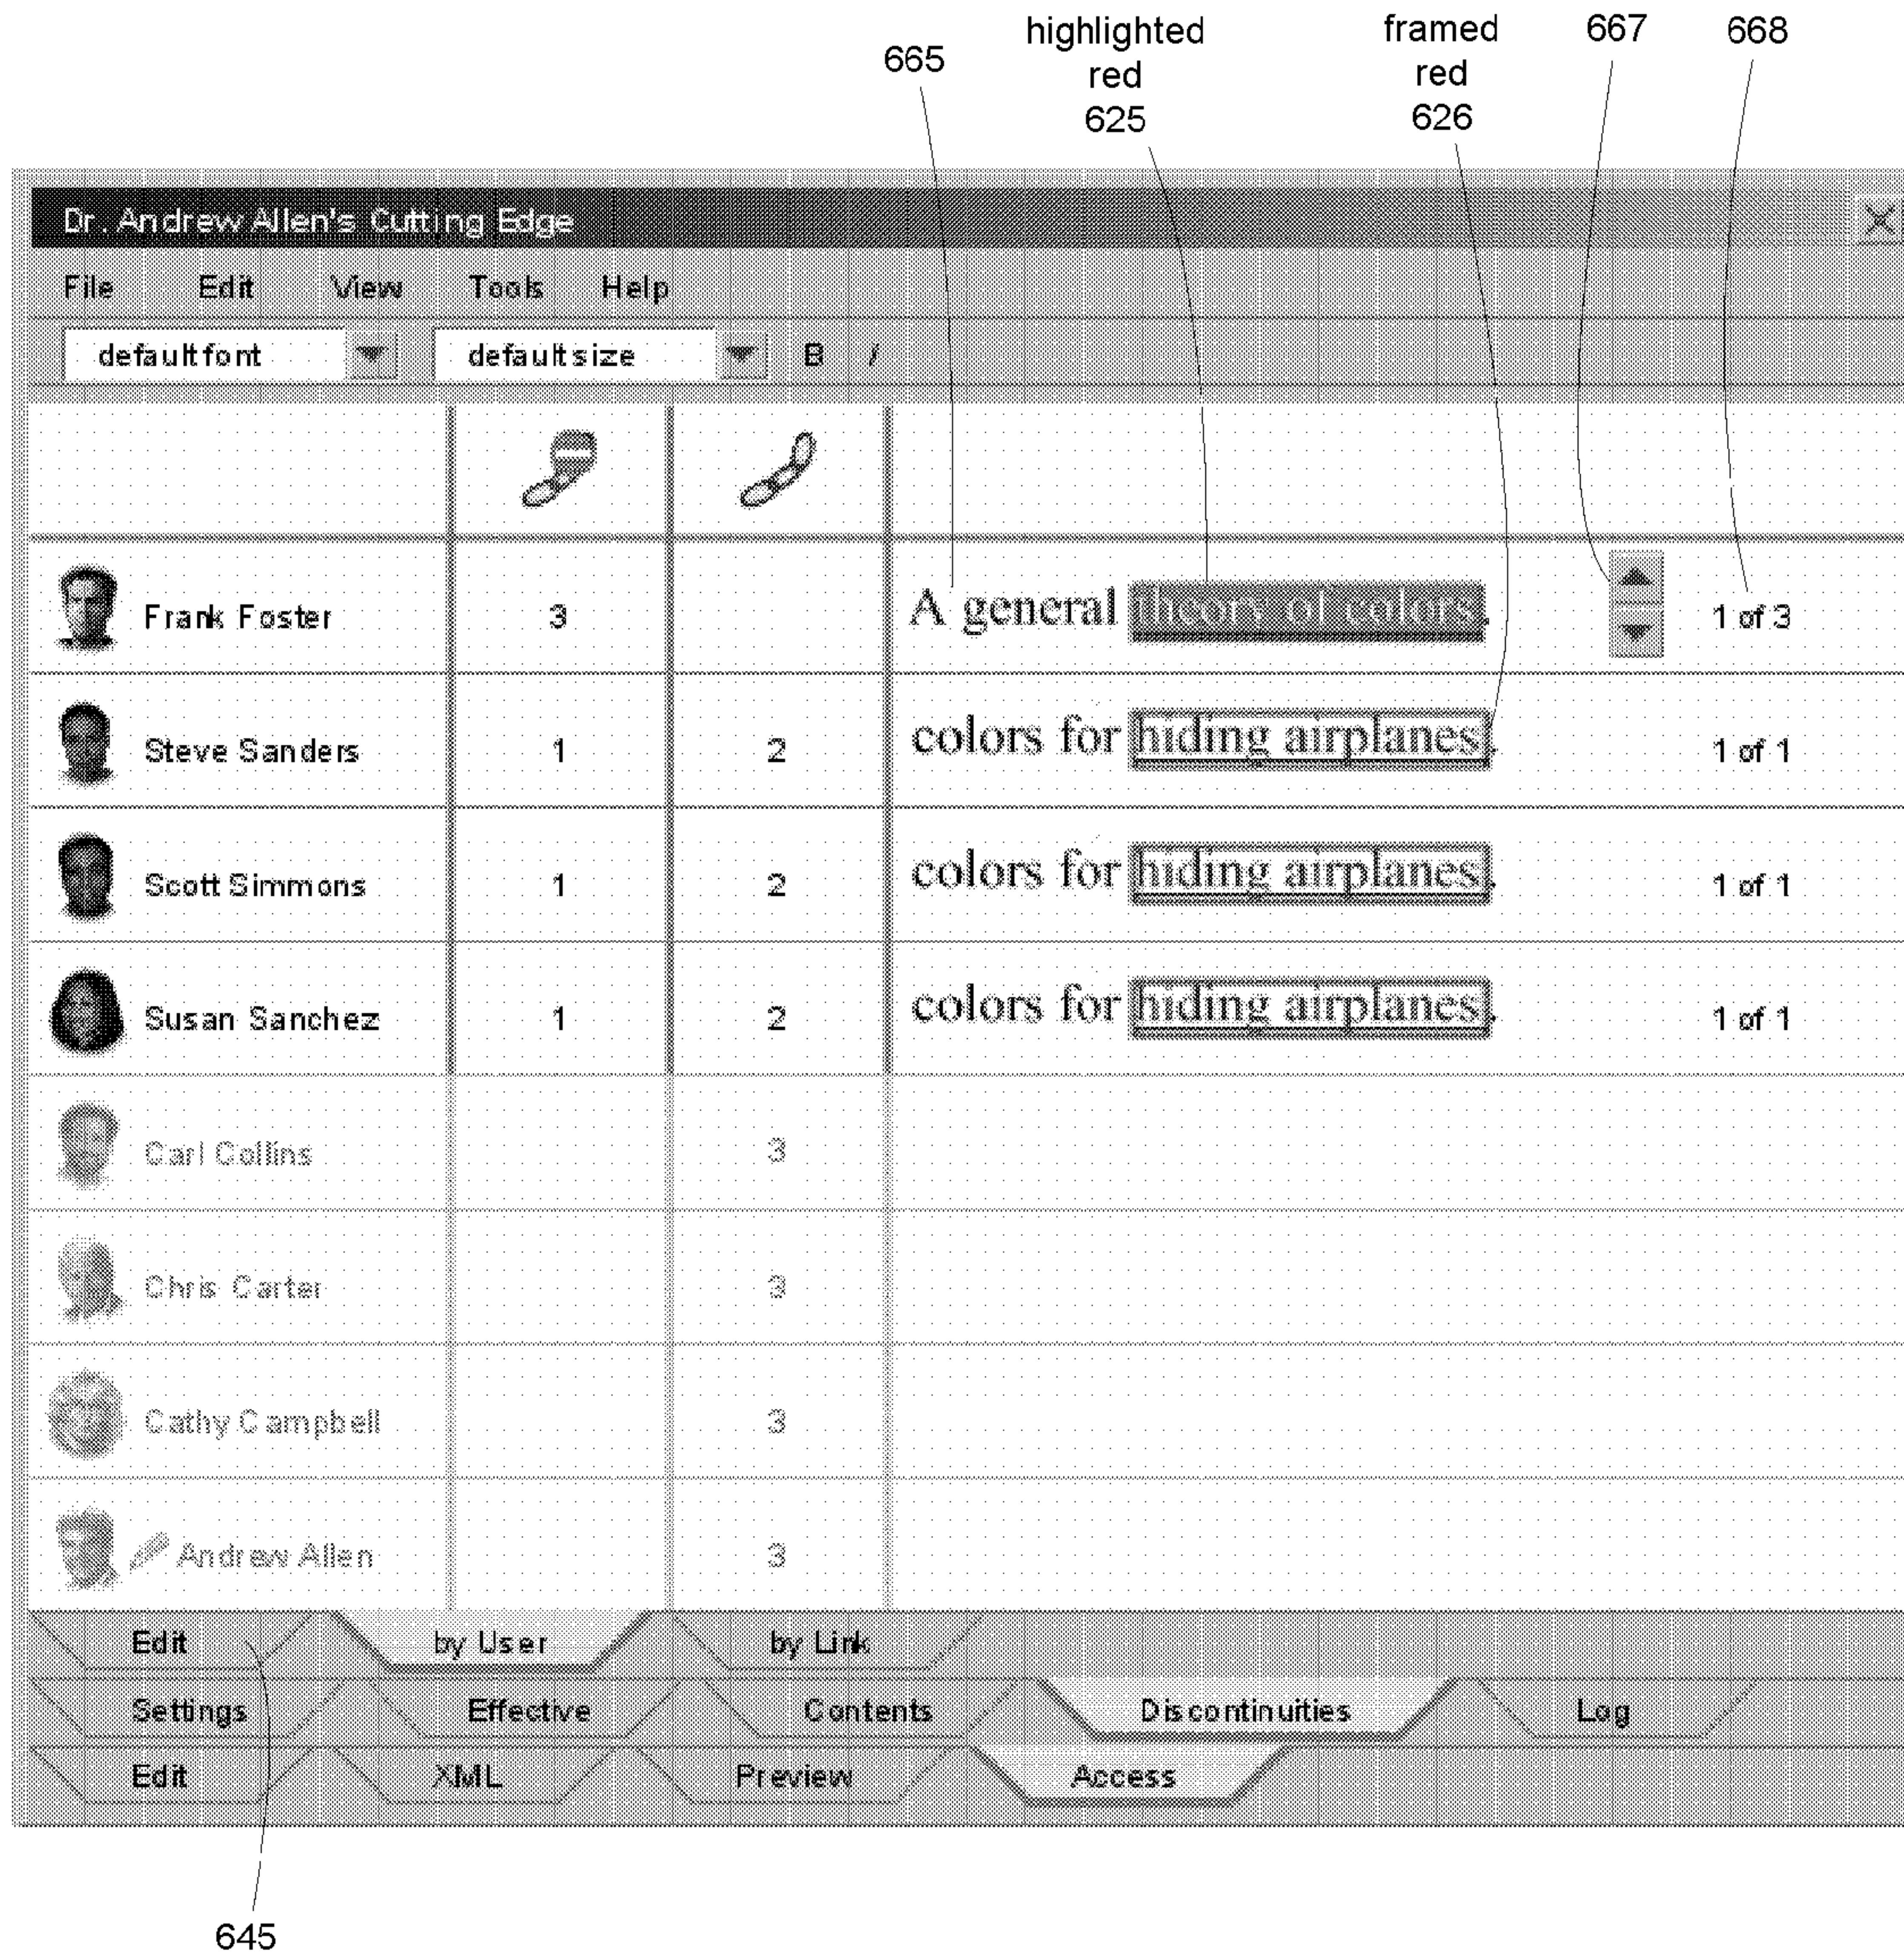 665
highlighted
red
625
framed
red
626
667
668
Dr. Andrew Allen's Cutting Edge
File Edit View Tools Help
default font default size B I
Frank Foster 3 A general theory of colors. 1 of 3
Steve Sanders 1 2 colors for hiding airplanes. 1 of 1
Scott Simmons 1 2 colors for hiding airplanes. 1 of 1
Susan Sanchez 1 2 colors for hiding airplanes. 1 of 1
Carl Collins 3
Chris Carter 3
Cathy Campbell 3
Andrew Allen 3
Edit by User by Link
Settings Effective Contents Discontinuities Log
Edit XML Preview Access
645